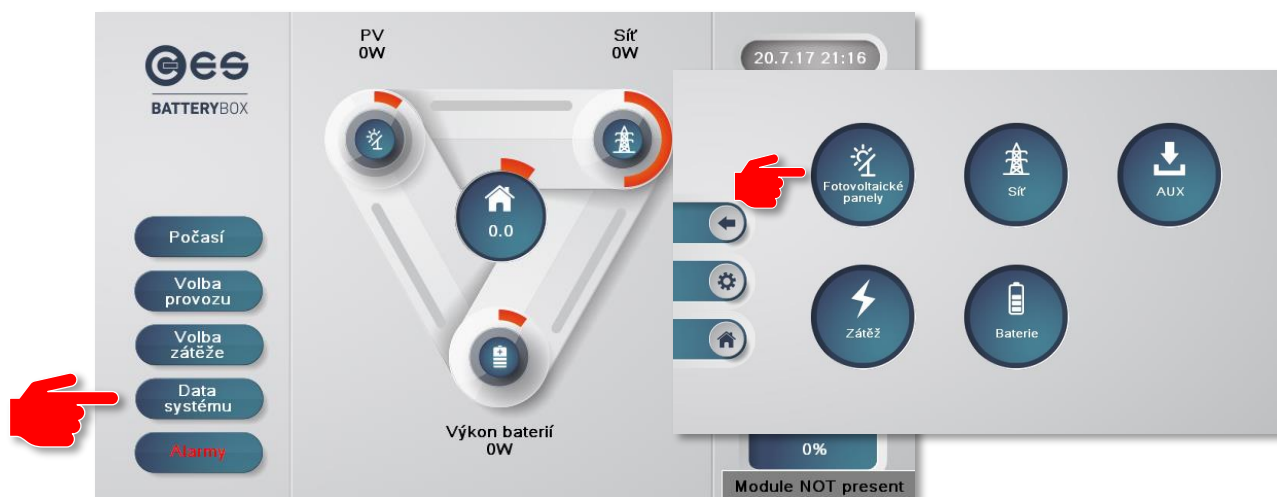 GES
BATTERYBOX
Počasí
Volba
provozu
Volba
zátěže
Data
systému
Alarmy
PV
0W
Síť
0W
0.0
Výkon baterií
0W
20.7.17 21:16
0%
Module NOT present
Fotovoltaické
panely
Síť
AUX
Zátěž
Baterie